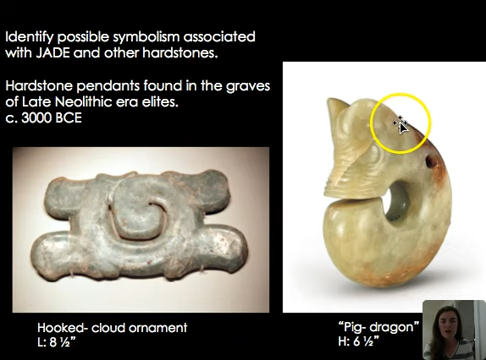 Identify possible symbolism associated
with JADE and other hardstones.
Hardstone pendants found in the graves
of Late Neolithic era elites.
c. 3000 BCE
Hooked- cloud ornament
L: 8 ½”
“Pig- dragon”
H: 6 ½”